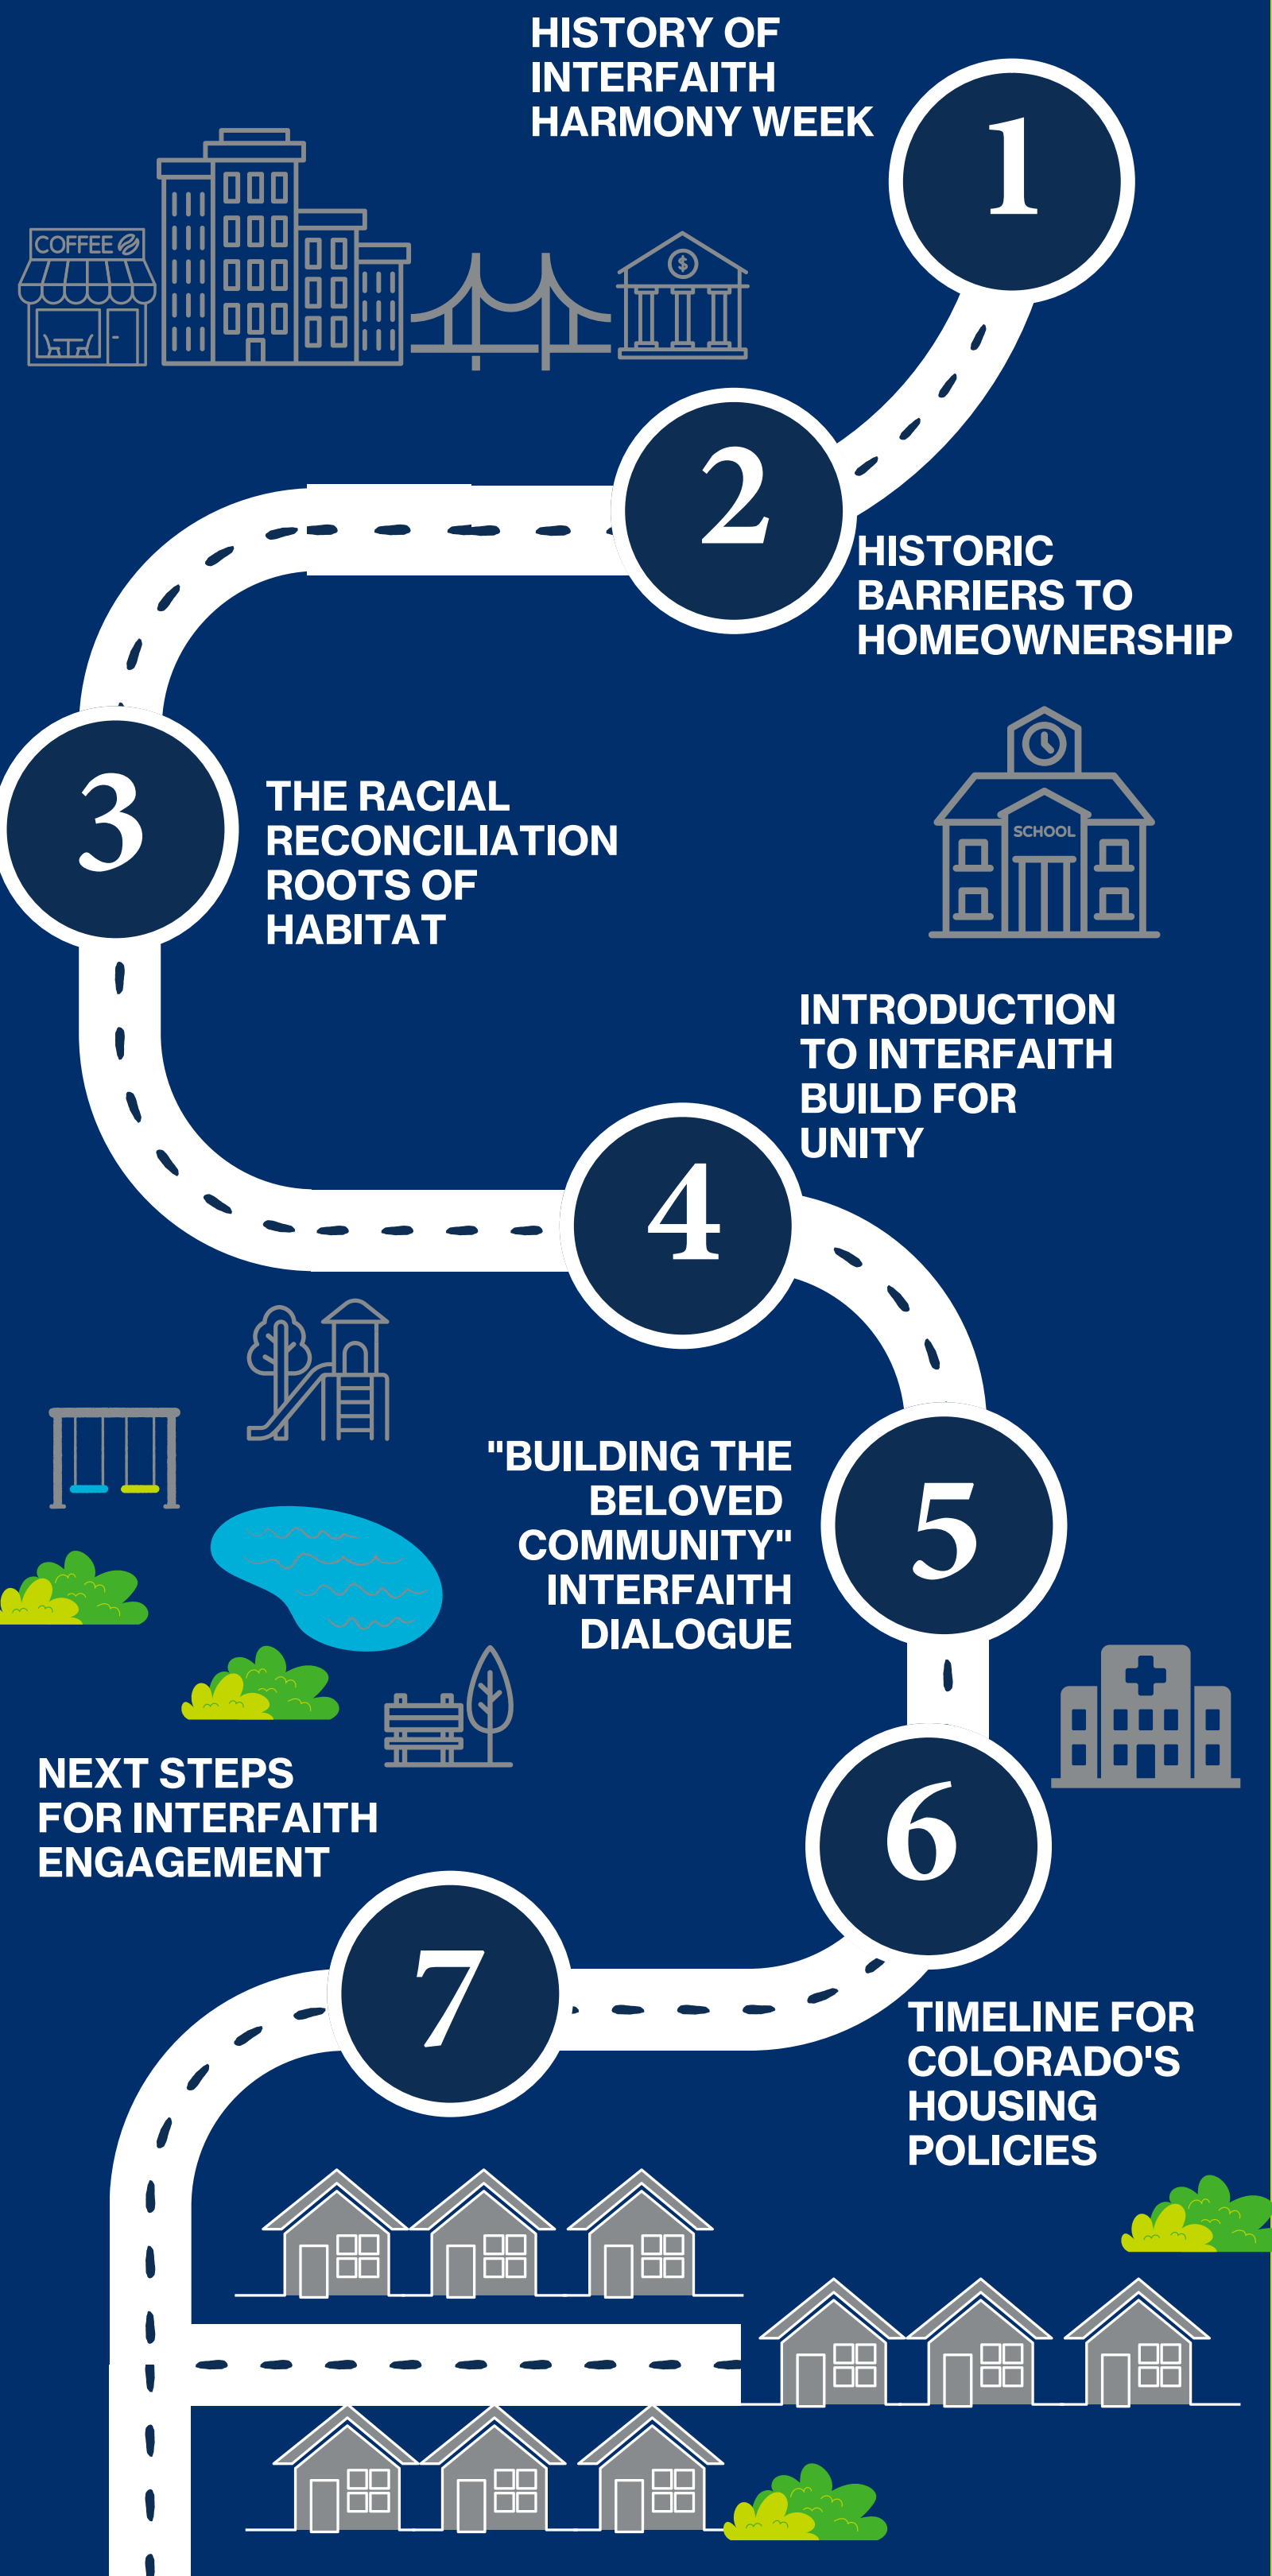 HISTORY OF
INTERFAITH
HARMONY WEEK
1
COFFEE
$
2
HISTORIC
BARRIERS TO
HOMEOWNERSHIP
3
THE RACIAL
RECONCILIATION
ROOTS OF
HABITAT
SCHOOL
INTRODUCTION
TO INTERFAITH
BUILD FOR
UNITY
4
"BUILDING THE
BELOVED
COMMUNITY"
INTERFAITH
DIALOGUE
5
6
TIMELINE FOR
COLORADO'S
HOUSING
POLICIES
NEXT STEPS
FOR INTERFAITH
ENGAGEMENT
7